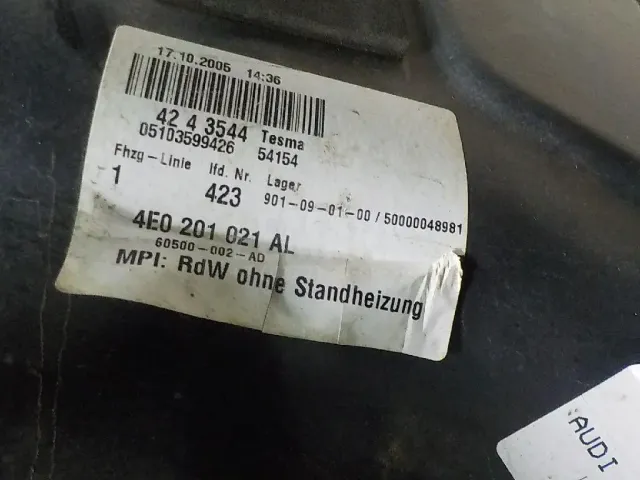 17.10.2005 14:36
42 4 3544 Tesma
05103599426 54154
Fhzg-Linie lfd. Nr. Lager
1 423 901-09-01-00/50000048981
4E0 201 021 AL
60500-002-AD
MPI: RdW ohne Standheizung
AUDI